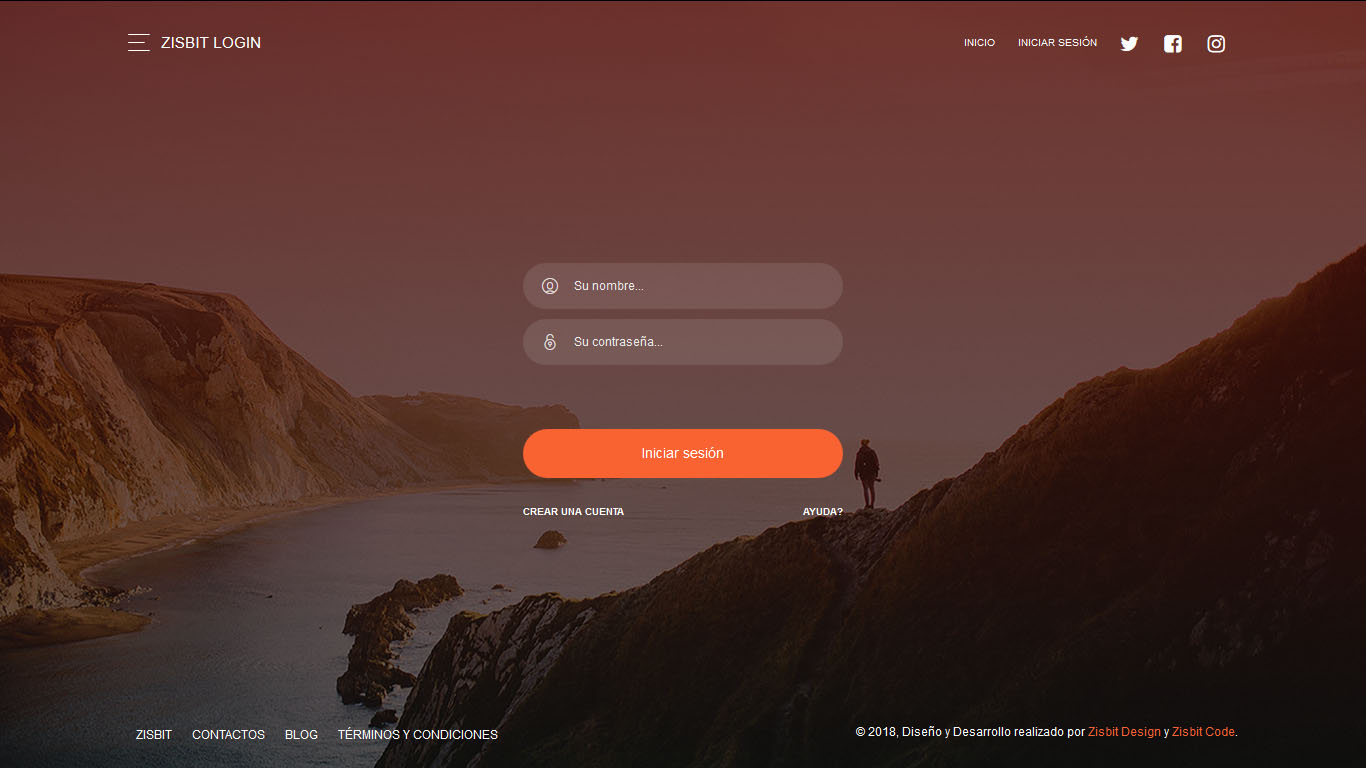 ZISBIT LOGIN
INICIO
INICIAR SESIÓN
Su nombre...
Su contraseña...
Iniciar sesión
CREAR UNA CUENTA
AYUDA?
ZISBIT
CONTACTOS
BLOG
TÉRMINOS Y CONDICIONES
© 2018, Diseño y Desarrollo realizado por Zisbit Design y Zisbit Code.